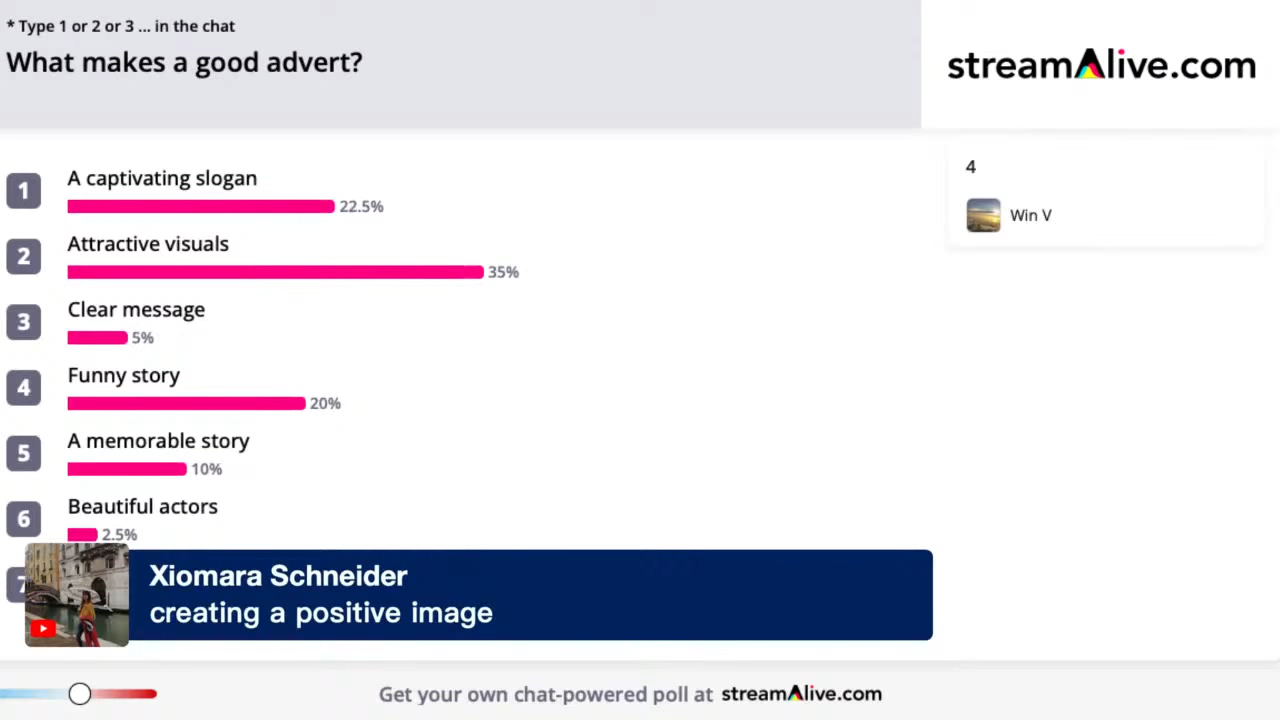 * Type 1 or 2 or 3 ... in the chat
What makes a good advert?
streamAlive.com
1
A captivating slogan
22.5%
2
Attractive visuals
35%
3
Clear message
5%
4
Funny story
20%
5
A memorable story
10%
6
Beautiful actors
2.5%
7
4
Win V
Xiomara Schneider
creating a positive image
Get your own chat-powered poll at streamAlive.com